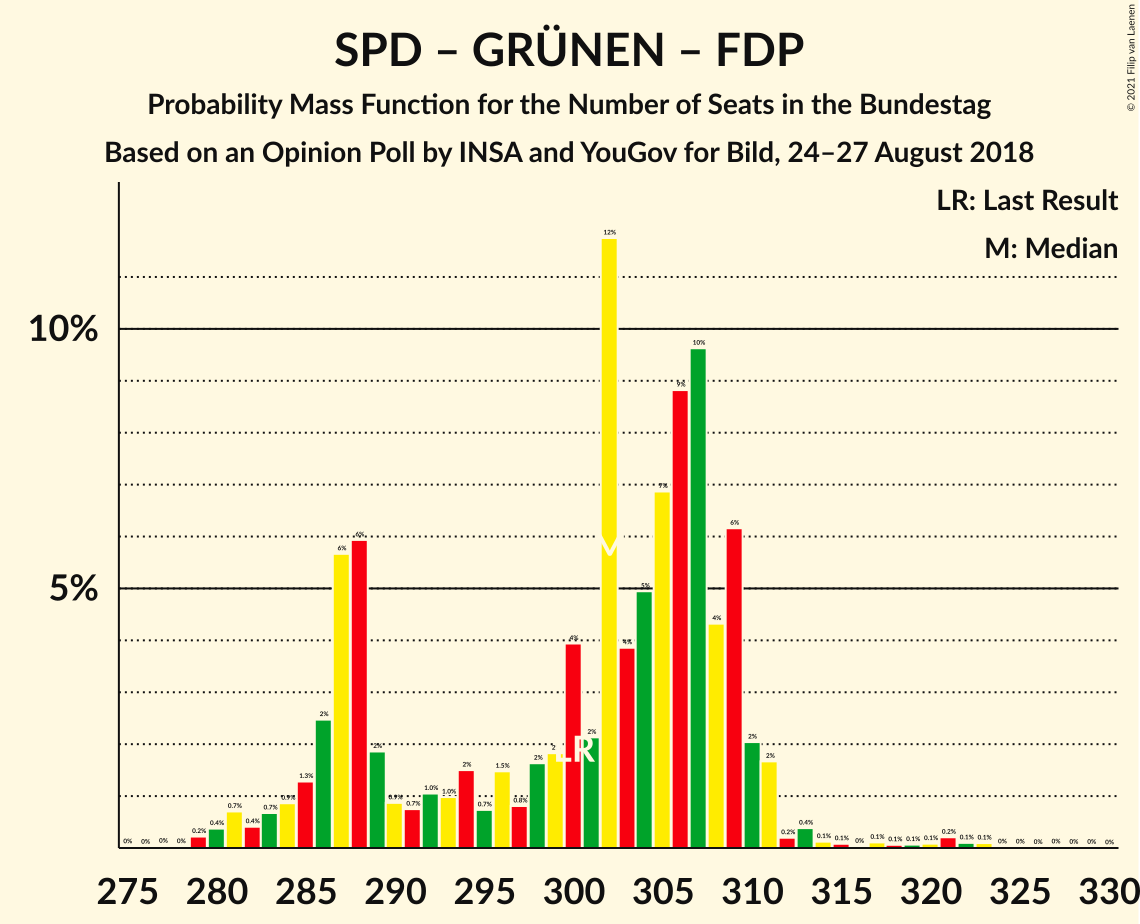 SPD – GRÜNEN – FDP
Probability Mass Function for the Number of Seats in the Bundestag
Based on an Opinion Poll by INSA and YouGov for Bild, 24–27 August 2018
© 2021 Filip van Laenen
LR: Last Result
M: Median
10%
5%
0% 0% 0% 0% 0.2% 0.4% 0.7% 0.4% 0.7% 0.9% 1.3% 2% 6% 6% 2% 0.9% 0.7% 1.0% 1.0% 2% 0.7% 1.5% 0.8% 2% 2% 4% 2% 12% 4% 5% 7% 9% 10% 4% 6% 2% 2% 0.2% 0.4% 0.1% 0.1% 0% 0.1% 0.1% 0.1% 0.1% 0.2% 0.1% 0.1% 0% 0% 0% 0% 0% 0% 0%
M
LR
275 280 285 290 295 300 305 310 315 320 325 330